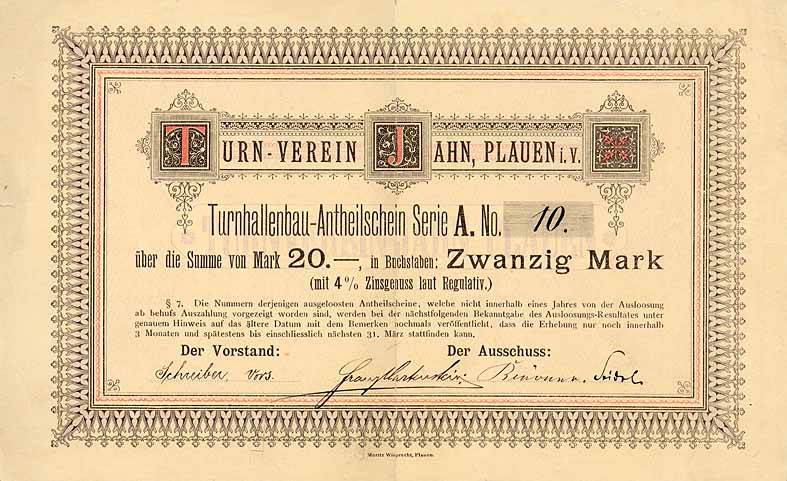 TURN-VEREIN JAHN, PLAUEN i. V.
Turnhallenbau-Antheilschein Serie A. No. 10.
über die Summe von Mark 20.—, in Buchstaben: Zwanzig Mark
(mit 4% Zinsgenuss laut Regulativ.)
§ 7. Die Nummern derjenigen ausgeloosten Antheilscheine, welche nicht innerhalb eines Jahres von der Ausloosung
ab behufs Auszahlung vorgezeigt worden sind, werden bei der nächstfolgenden Bekanntgabe des Ausloosungs-Resultates unter
genauem Hinweis auf das ältere Datum mit dem Bemerken nochmals veröffentlicht, dass die Erhebung nur noch innerhalb
3 Monaten und spätestens bis einschliesslich nächsten 31. März stattfinden kann.
Der Vorstand: Der Ausschuss:
Schreiber, Vors. Seidel
Moritz Wieprecht, Plauen.